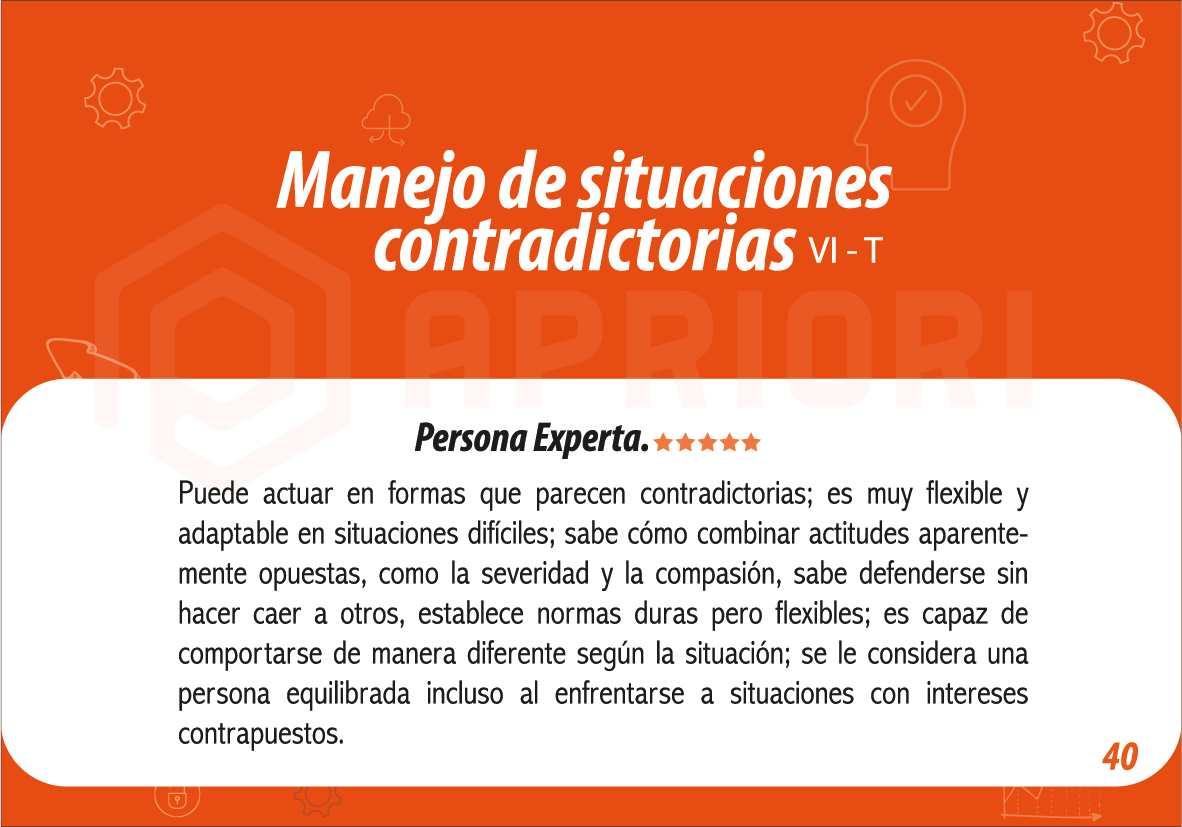 Manejo de situaciones
contradictorias VI - T
APRIORI
Persona Experta. ★★★★★
Puede actuar en formas que parecen contradictorias; es muy flexible y
adaptable en situaciones difíciles; sabe cómo combinar actitudes aparente-
mente opuestas, como la severidad y la compasión, sabe defenderse sin
hacer caer a otros, establece normas duras pero flexibles; es capaz de
comportarse de manera diferente según la situación; se le considera una
persona equilibrada incluso al enfrentarse a situaciones con intereses
contrapuestos.
40